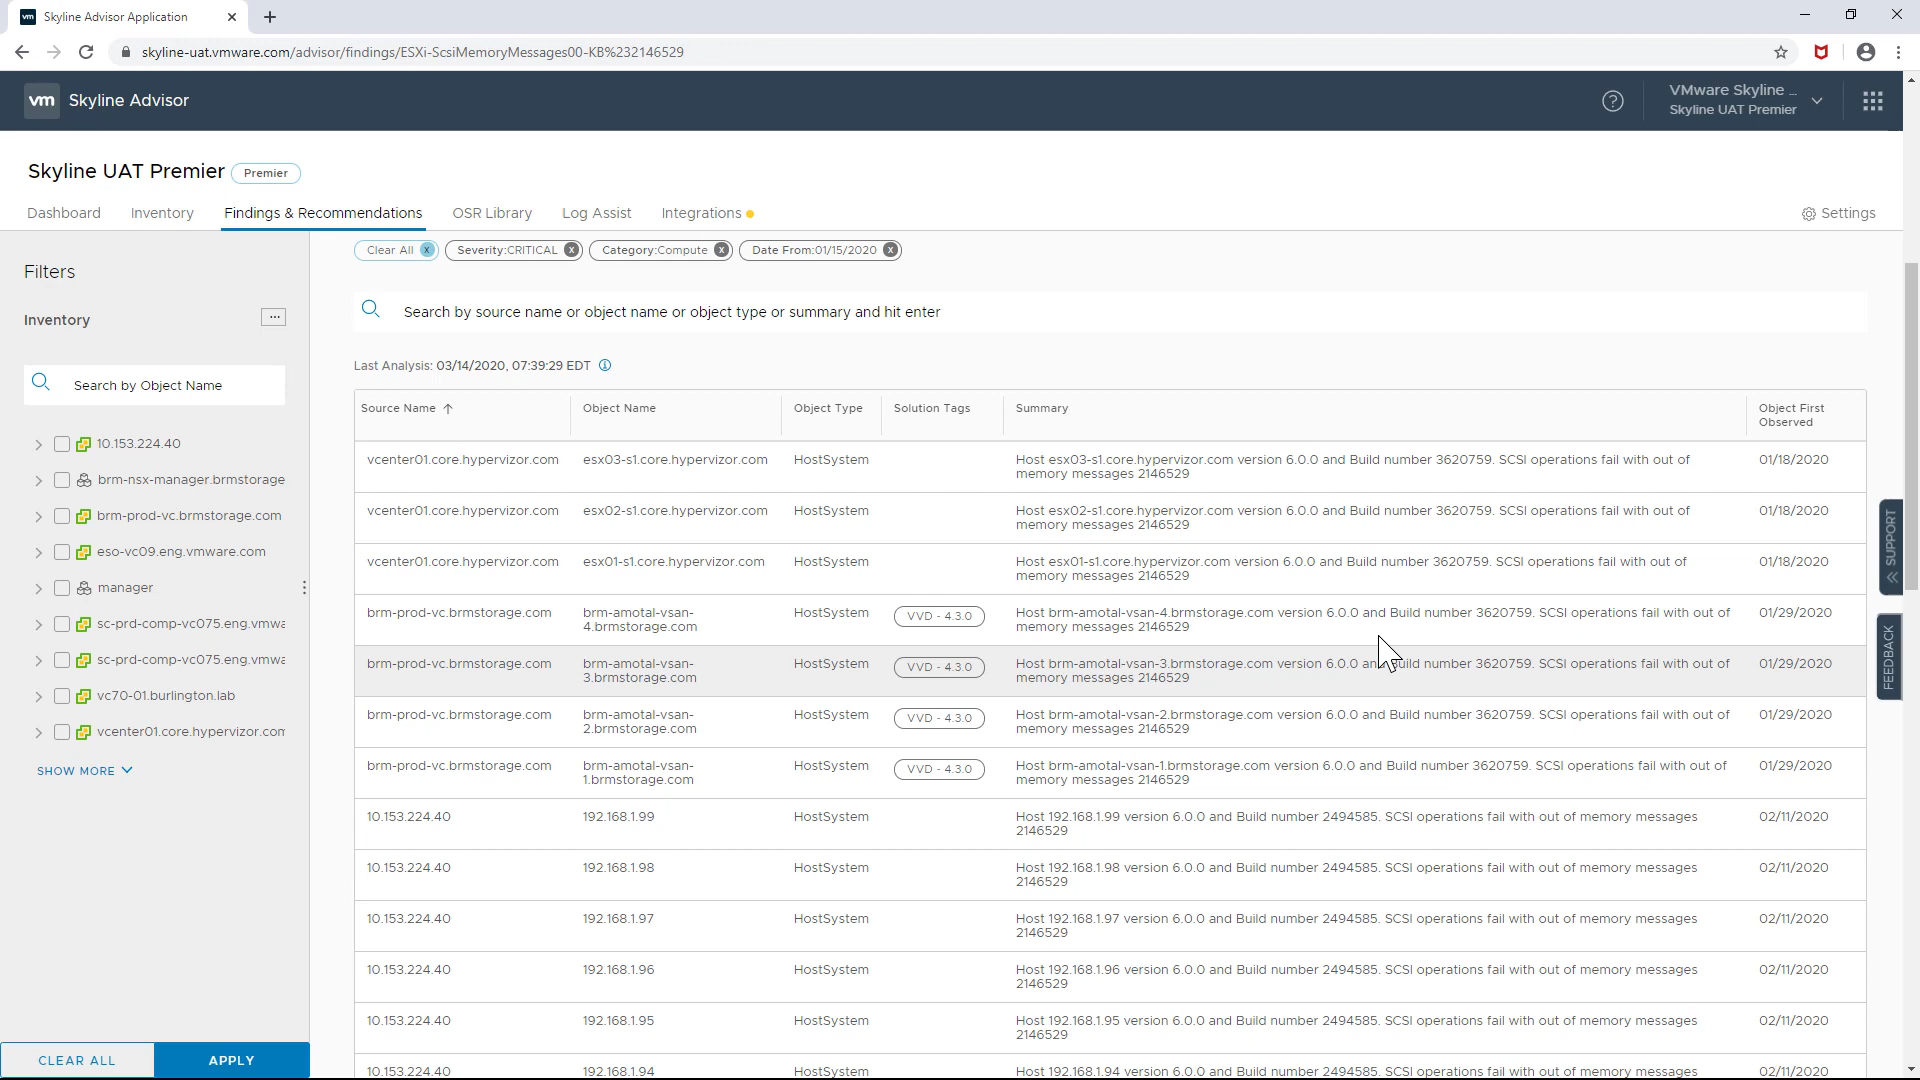 vm Skyline Advisor Application
skyline-uat.vmware.com/advisor/findings/ESXi-ScsiMemoryMessages00-KB%232146529
vm Skyline Advisor
VMware Skyline ...
Skyline UAT Premier
Skyline UAT Premier Premier
Dashboard Inventory Findings & Recommendations OSR Library Log Assist Integrations Settings
Clear All x Severity:CRITICAL x Category:Compute x Date From:01/15/2020 x
Filters
Inventory ...
Search by Object Name
10.153.224.40
brm-nsx-manager.brmstorage
brm-prod-vc.brmstorage.com
eso-vc09.eng.vmware.com
manager
sc-prd-comp-vc075.eng.vmwa
sc-prd-comp-vc075.eng.vmwa
vc70-01.burlington.lab
vcenter01.core.hypervizor.com
SHOW MORE
CLEAR ALL APPLY
Search by source name or object name or object type or summary and hit enter
Last Analysis: 03/14/2020, 07:39:29 EDT
Source Name ↑ Object Name Object Type Solution Tags Summary Object First
Observed
vcenter01.core.hypervizor.com esx03-s1.core.hypervizor.com HostSystem Host esx03-s1.core.hypervizor.com version 6.0.0 and Build number 3620759. SCSI operations fail with out of 01/18/2020
memory messages 2146529
vcenter01.core.hypervizor.com esx02-s1.core.hypervizor.com HostSystem Host esx02-s1.core.hypervizor.com version 6.0.0 and Build number 3620759. SCSI operations fail with out of 01/18/2020
memory messages 2146529
vcenter01.core.hypervizor.com esx01-s1.core.hypervizor.com HostSystem Host esx01-s1.core.hypervizor.com version 6.0.0 and Build number 3620759. SCSI operations fail with out of 01/18/2020
memory messages 2146529
brm-prod-vc.brmstorage.com brm-amotal-vsan- HostSystem VVD - 4.3.0 Host brm-amotal-vsan-4.brmstorage.com version 6.0.0 and Build number 3620759. SCSI operations fail with out of 01/29/2020
4.brmstorage.com memory messages 2146529
brm-prod-vc.brmstorage.com brm-amotal-vsan- HostSystem VVD - 4.3.0 Host brm-amotal-vsan-3.brmstorage.com version 6.0.0 and Build number 3620759. SCSI operations fail with out of 01/29/2020
3.brmstorage.com memory messages 2146529
brm-prod-vc.brmstorage.com brm-amotal-vsan- HostSystem VVD - 4.3.0 Host brm-amotal-vsan-2.brmstorage.com version 6.0.0 and Build number 3620759. SCSI operations fail with out of 01/29/2020
2.brmstorage.com memory messages 2146529
brm-prod-vc.brmstorage.com brm-amotal-vsan- HostSystem VVD - 4.3.0 Host brm-amotal-vsan-1.brmstorage.com version 6.0.0 and Build number 3620759. SCSI operations fail with out of 01/29/2020
1.brmstorage.com memory messages 2146529
10.153.224.40 192.168.1.99 HostSystem Host 192.168.1.99 version 6.0.0 and Build number 2494585. SCSI operations fail with out of memory messages 02/11/2020
2146529
10.153.224.40 192.168.1.98 HostSystem Host 192.168.1.98 version 6.0.0 and Build number 2494585. SCSI operations fail with out of memory messages 02/11/2020
2146529
10.153.224.40 192.168.1.97 HostSystem Host 192.168.1.97 version 6.0.0 and Build number 2494585. SCSI operations fail with out of memory messages 02/11/2020
2146529
10.153.224.40 192.168.1.96 HostSystem Host 192.168.1.96 version 6.0.0 and Build number 2494585. SCSI operations fail with out of memory messages 02/11/2020
2146529
10.153.224.40 192.168.1.95 HostSystem Host 192.168.1.95 version 6.0.0 and Build number 2494585. SCSI operations fail with out of memory messages 02/11/2020
2146529
10.153.224.40 192.168.1.94 HostSystem Host 192.168.1.94 version 6.0.0 and Build number 2494585. SCSI operations fail with out of memory messages 02/11/2020
SUPPORT
FEEDBACK